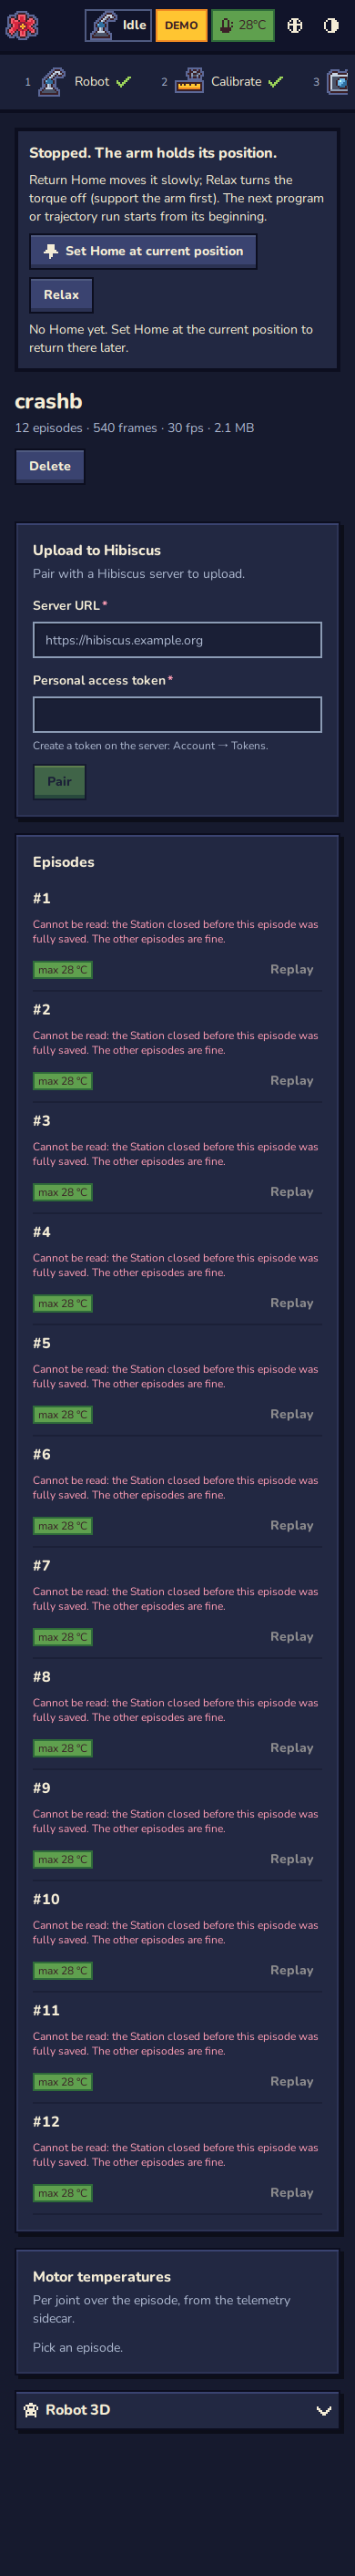 Idle
DEMO
28°C
1 Robot
2 Calibrate
3
Stopped. The arm holds its position.
Return Home moves it slowly; Relax turns the
torque off (support the arm first). The next program
or trajectory run starts from its beginning.
Set Home at current position
Relax
No Home yet. Set Home at the current position to
return there later.
crashb
12 episodes · 540 frames · 30 fps · 2.1 MB
Delete
Upload to Hibiscus
Pair with a Hibiscus server to upload.
Server URL*
https://hibiscus.example.org
Personal access token*
Create a token on the server: Account → Tokens.
Pair
Episodes
#1
Cannot be read: the Station closed before this episode was
fully saved. The other episodes are fine.
max 28 °C
Replay
#2
Cannot be read: the Station closed before this episode was
fully saved. The other episodes are fine.
max 28 °C
Replay
#3
Cannot be read: the Station closed before this episode was
fully saved. The other episodes are fine.
max 28 °C
Replay
#4
Cannot be read: the Station closed before this episode was
fully saved. The other episodes are fine.
max 28 °C
Replay
#5
Cannot be read: the Station closed before this episode was
fully saved. The other episodes are fine.
max 28 °C
Replay
#6
Cannot be read: the Station closed before this episode was
fully saved. The other episodes are fine.
max 28 °C
Replay
#7
Cannot be read: the Station closed before this episode was
fully saved. The other episodes are fine.
max 28 °C
Replay
#8
Cannot be read: the Station closed before this episode was
fully saved. The other episodes are fine.
max 28 °C
Replay
#9
Cannot be read: the Station closed before this episode was
fully saved. The other episodes are fine.
max 28 °C
Replay
#10
Cannot be read: the Station closed before this episode was
fully saved. The other episodes are fine.
max 28 °C
Replay
#11
Cannot be read: the Station closed before this episode was
fully saved. The other episodes are fine.
max 28 °C
Replay
#12
Cannot be read: the Station closed before this episode was
fully saved. The other episodes are fine.
max 28 °C
Replay
Motor temperatures
Per joint over the episode, from the telemetry
sidecar.
Pick an episode.
Robot 3D